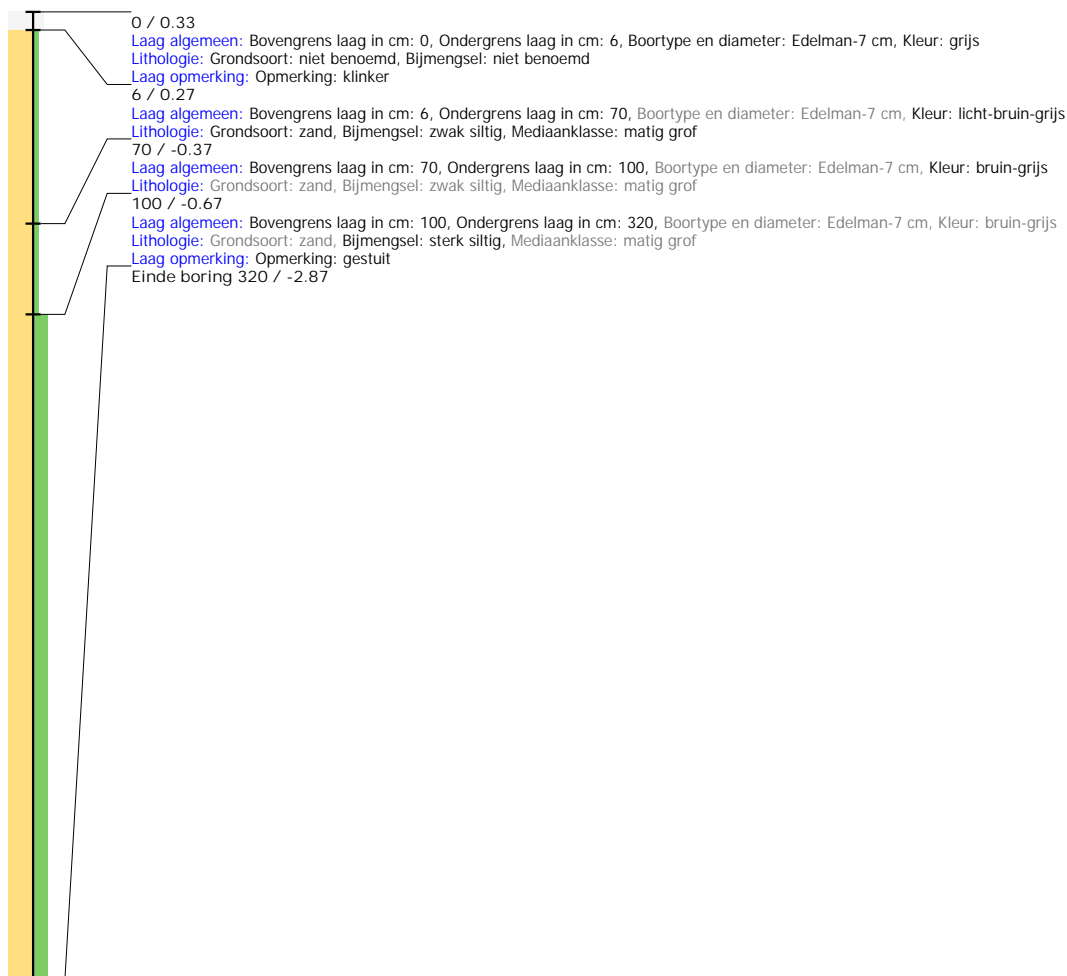 0 / 0.33
Laag algemeen: Bovengrens laag in cm: 0, Ondergrens laag in cm: 6, Boortype en diameter: Edelman-7 cm, Kleur: grijs
Lithologie: Grondsoort: niet benoemd, Bijmengsel: niet benoemd
Laag opmerking: Opmerking: klinker
6 / 0.27
Laag algemeen: Bovengrens laag in cm: 6, Ondergrens laag in cm: 70, Boortype en diameter: Edelman-7 cm, Kleur: licht-bruin-grijs
Lithologie: Grondsoort: zand, Bijmengsel: zwak siltig, Mediaanklasse: matig grof
70 / -0.37
Laag algemeen: Bovengrens laag in cm: 70, Ondergrens laag in cm: 100, Boortype en diameter: Edelman-7 cm, Kleur: bruin-grijs
Lithologie: Grondsoort: zand, Bijmengsel: zwak siltig, Mediaanklasse: matig grof
100 / -0.67
Laag algemeen: Bovengrens laag in cm: 100, Ondergrens laag in cm: 320, Boortype en diameter: Edelman-7 cm, Kleur: bruin-grijs
Lithologie: Grondsoort: zand, Bijmengsel: sterk siltig, Mediaanklasse: matig grof
Laag opmerking: Opmerking: gestuit
Einde boring 320 / -2.87